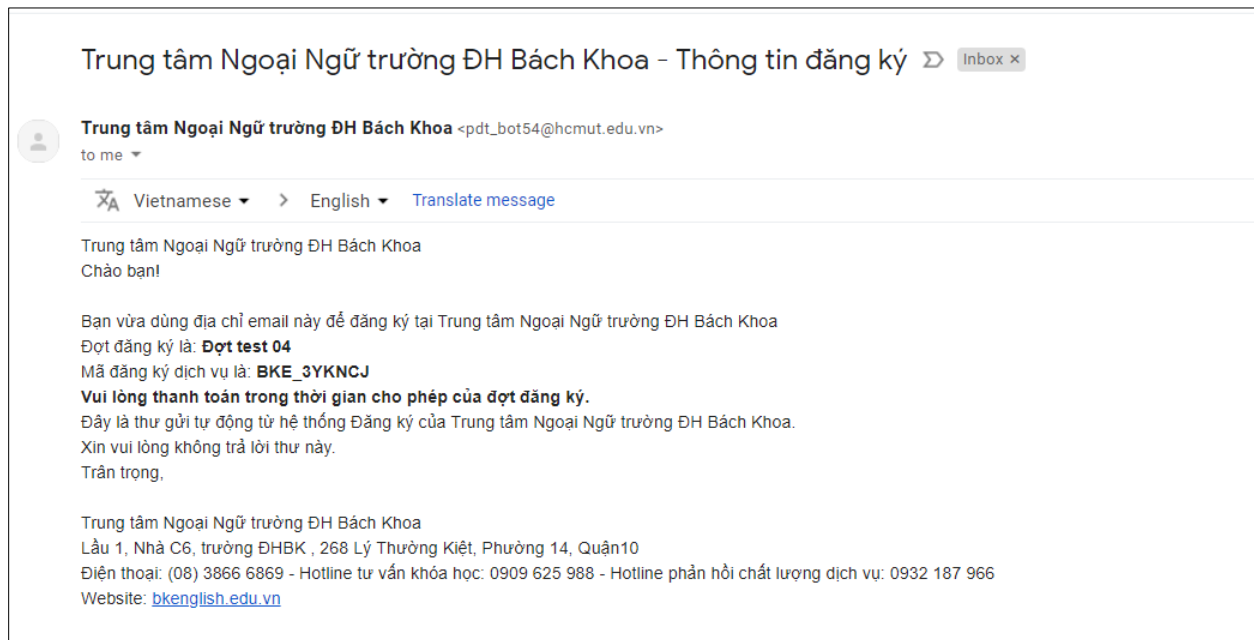 Trung tâm Ngoại Ngữ trường ĐH Bách Khoa - Thông tin đăng ký Inbox ×
Trung tâm Ngoại Ngữ trường ĐH Bách Khoa <pdt_bot54@hcmut.edu.vn>
to me
Vietnamese > English Translate message
Trung tâm Ngoại Ngữ trường ĐH Bách Khoa
Chào bạn!
Bạn vừa dùng địa chỉ email này để đăng ký tại Trung tâm Ngoại Ngữ trường ĐH Bách Khoa
Đợt đăng ký là: Đợt test 04
Mã đăng ký dịch vụ là: BKE_3YKNCJ
Vui lòng thanh toán trong thời gian cho phép của đợt đăng ký.
Đây là thư gửi tự động từ hệ thống Đăng ký của Trung tâm Ngoại Ngữ trường ĐH Bách Khoa.
Xin vui lòng không trả lời thư này.
Trân trọng,
Trung tâm Ngoại Ngữ trường ĐH Bách Khoa
Lầu 1, Nhà C6, trường ĐHBK , 268 Lý Thường Kiệt, Phường 14, Quận10
Điện thoại: (08) 3866 6869 - Hotline tư vấn khóa học: 0909 625 988 - Hotline phản hồi chất lượng dịch vụ: 0932 187 966
Website: bkenglish.edu.vn